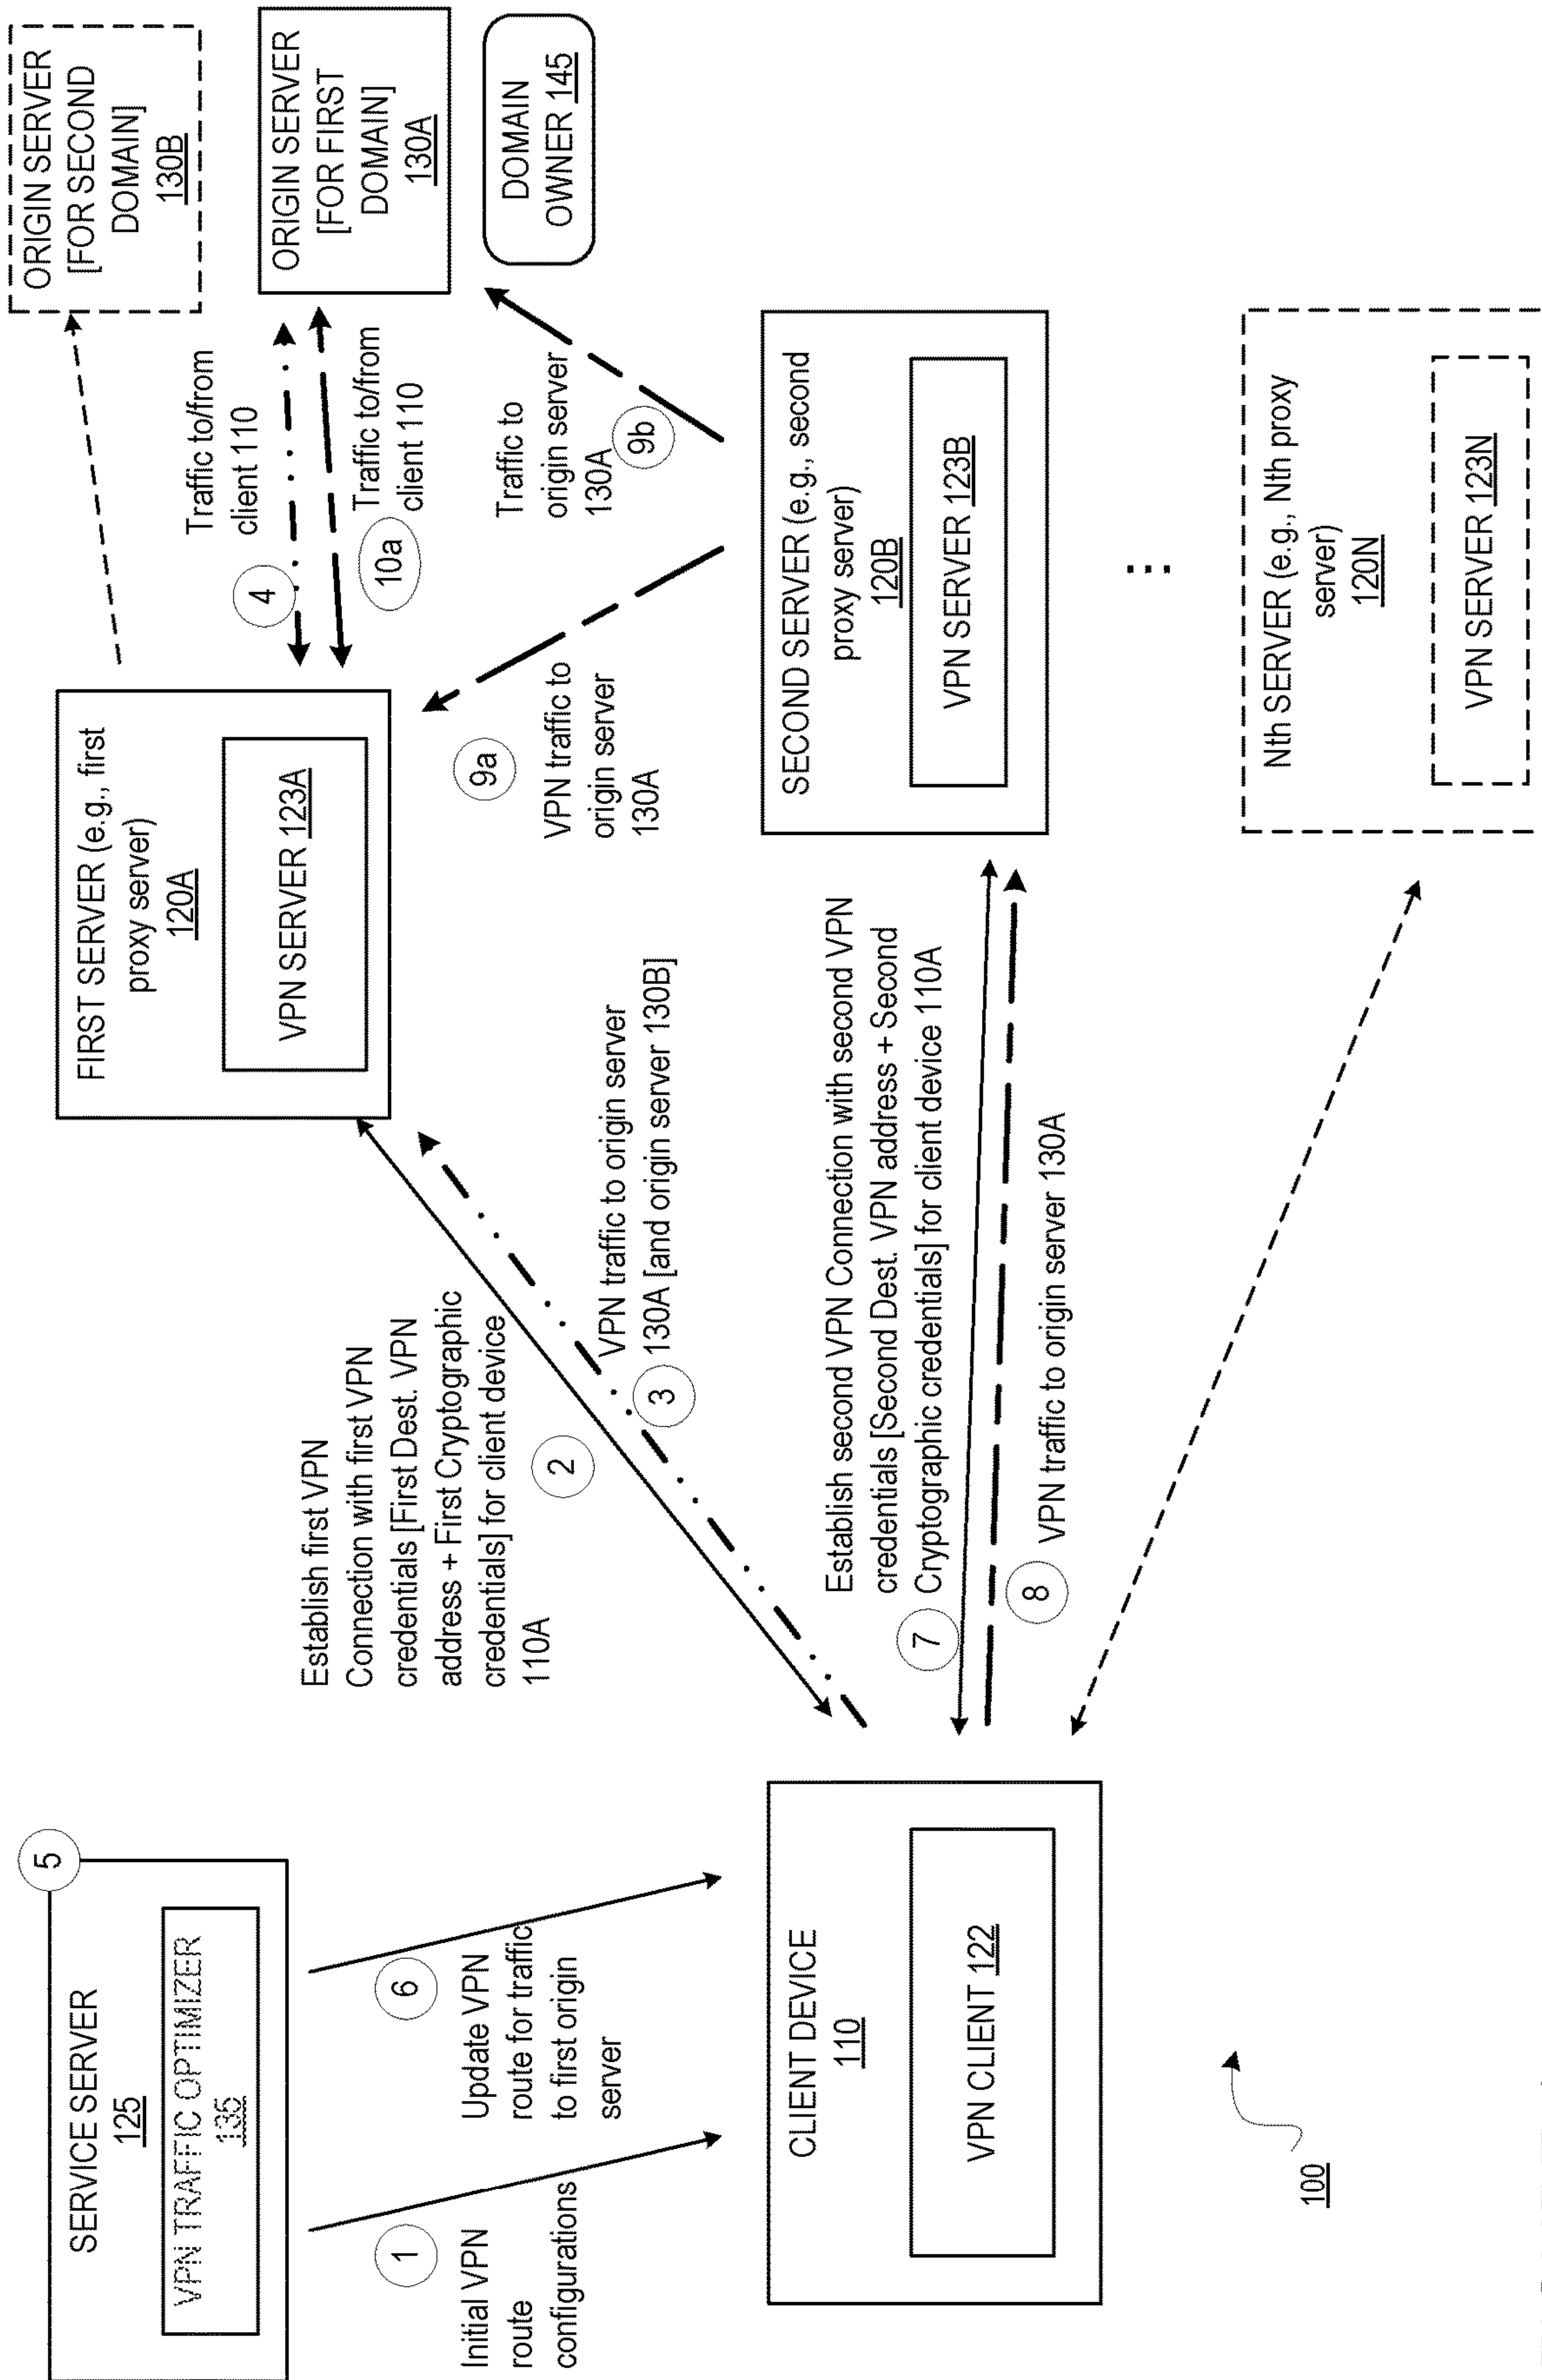 SERVICE SERVER
125
VPN TRAFFIC OPTIMIZER
135
5
1
Initial VPN
route
configurations
6
Update VPN
route for traffic
to first origin
server
CLIENT DEVICE
110
VPN CLIENT 122
100
Establish first VPN
Connection with first VPN
credentials [First Dest. VPN
address + First Cryptographic
credentials] for client device
110A
2
3
VPN traffic to origin server
130A [and origin server 130B]
Establish second VPN Connection with second VPN
credentials [Second Dest. VPN address + Second
Cryptographic credentials] for client device 110A
7
8
VPN traffic to origin server 130A
FIRST SERVER (e.g., first
proxy server)
120A
VPN SERVER 123A
9a
VPN traffic to
origin server
130A
SECOND SERVER (e.g., second
proxy server)
120B
VPN SERVER 123B
...
Nth SERVER (e.g., Nth proxy
server)
120N
VPN SERVER 123N
Traffic to/from
client 110
4
10a
Traffic to/from
client 110
Traffic to
origin server
130A
9b
ORIGIN SERVER
[FOR SECOND
DOMAIN]
130B
ORIGIN SERVER
[FOR FIRST
DOMAIN]
130A
DOMAIN
OWNER 145